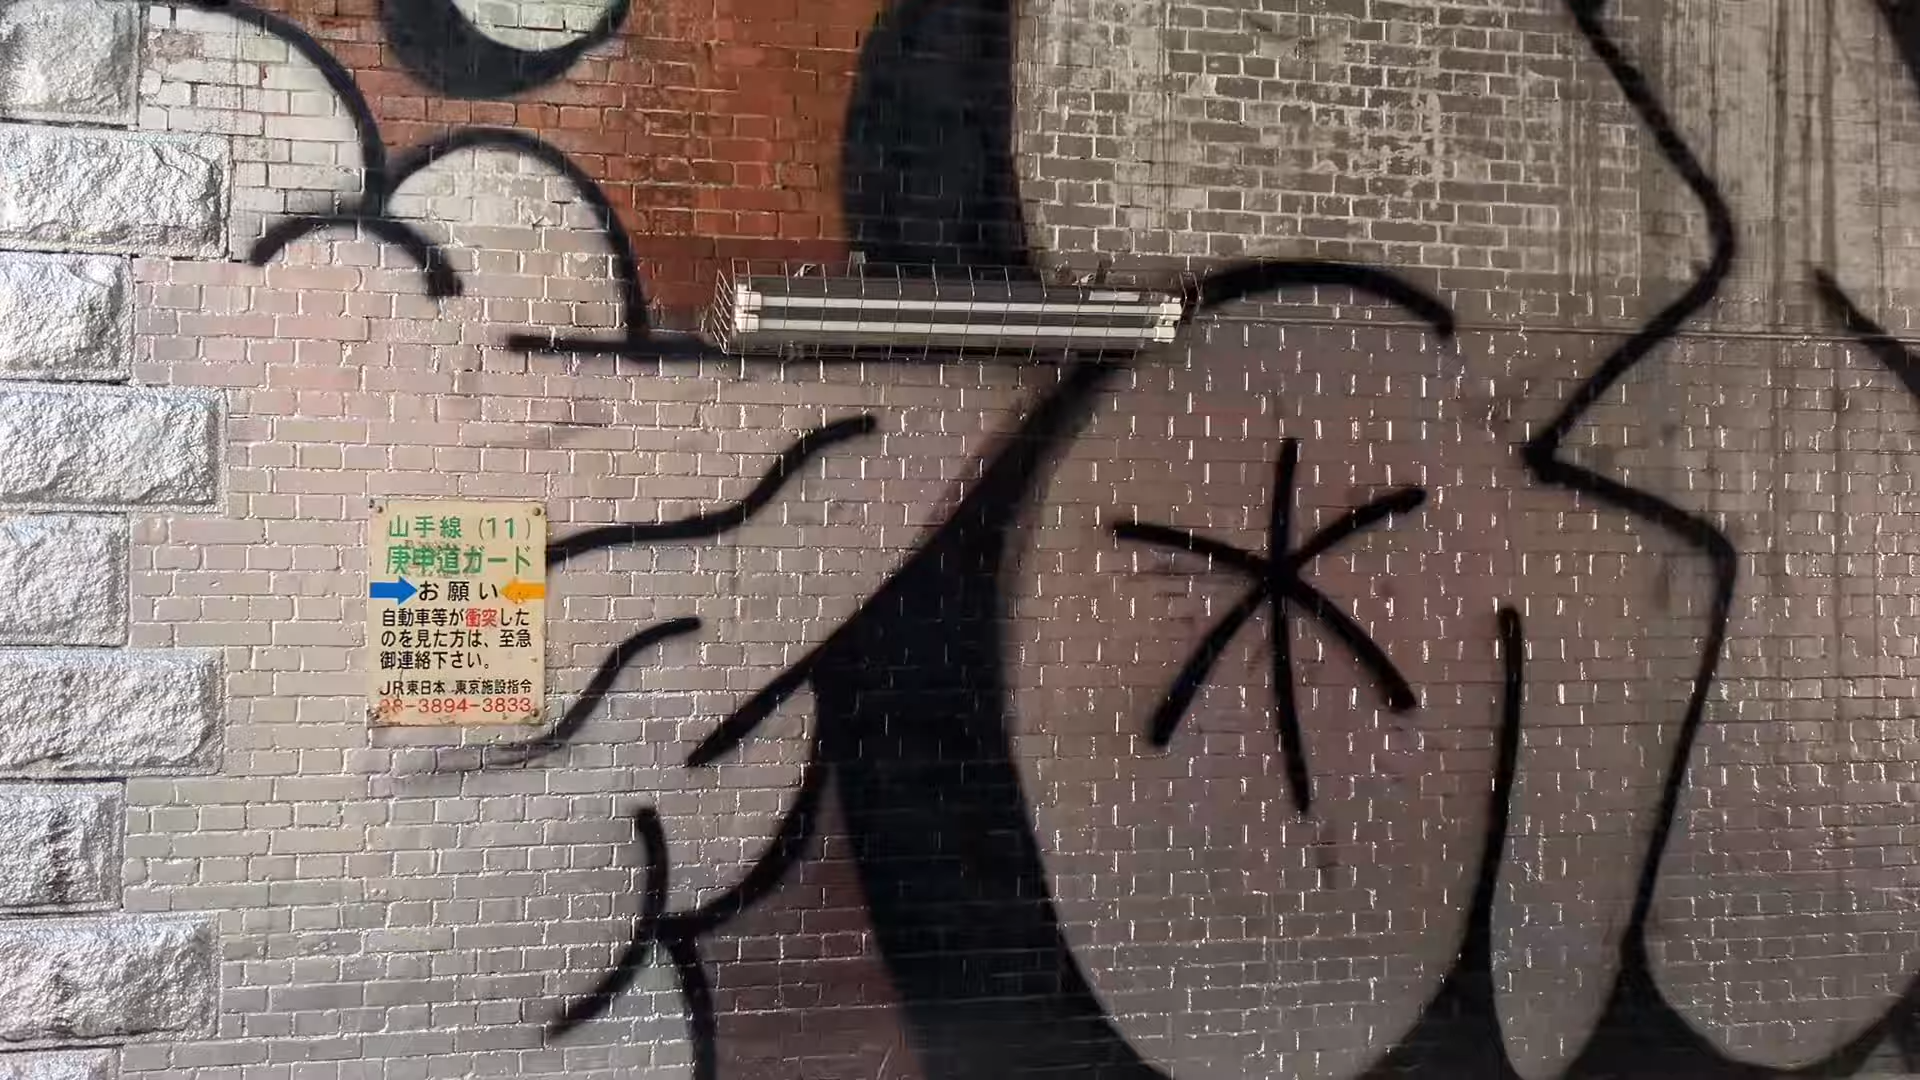 山手線 (11)
庚申道ガード
お願い
自動車等が衝突した
のを見た方は、至急
御連絡下さい。
JR東日本 東京施設指令
03-3894-3833